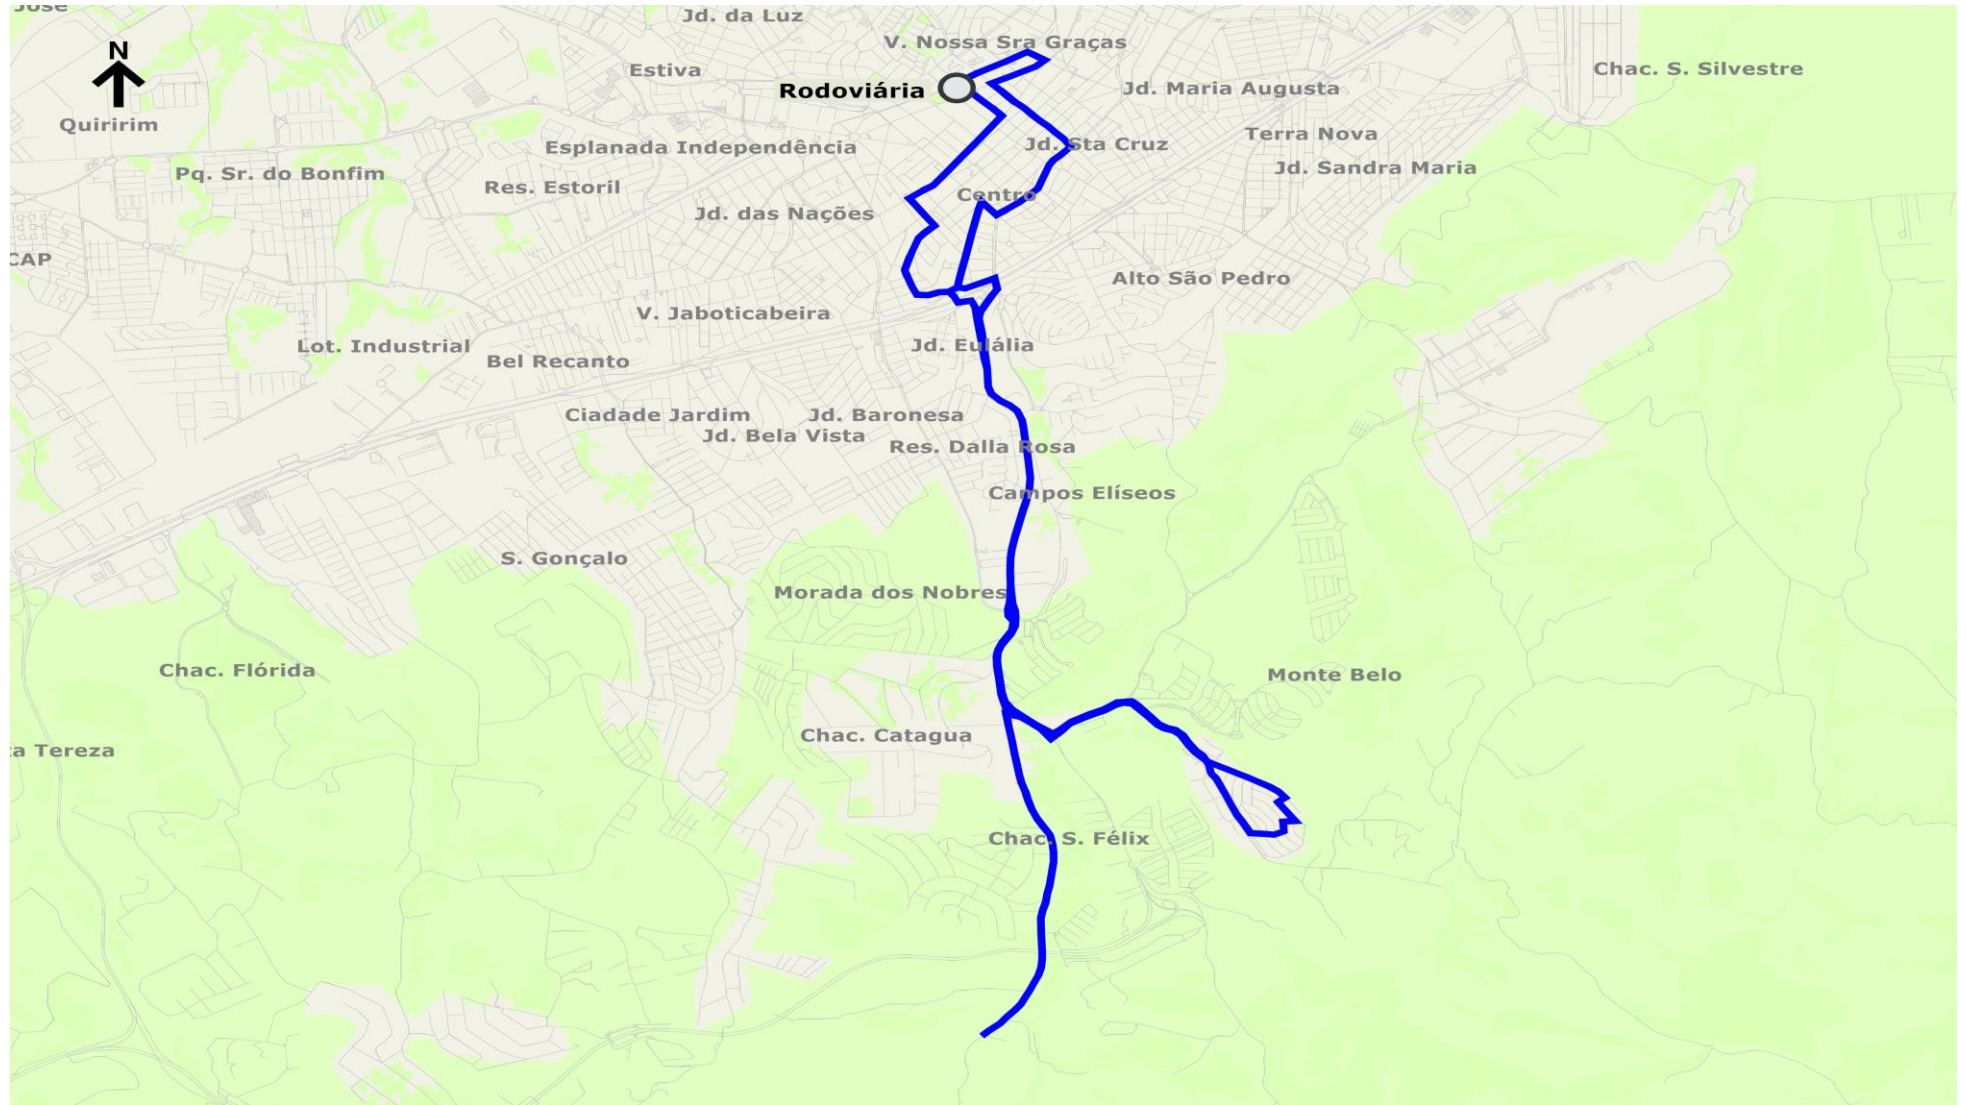 José
Jd. da Luz
V. Nossa Sra Graças
N
Estiva
Chac. S. Silvestre
Rodoviária
Jd. Maria Augusta
Quiririm
Terra Nova
Esplanada Independência
Jd. Sta Cruz
Jd. Sandra Maria
Pq. Sr. do Bonfim
Res. Estoril
Centro
Jd. das Nações
CAP
Alto São Pedro
V. Jaboticabeira
Lot. Industrial
Jd. Eulália
Bel Recanto
Ciadade Jardim
Jd. Baronesa
Jd. Bela Vista
Res. Dalla Rosa
Campos Elíseos
S. Gonçalo
Morada dos Nobres
Chac. Flórida
Monte Belo
Chac. Catagua
ta Tereza
Chac. S. Félix